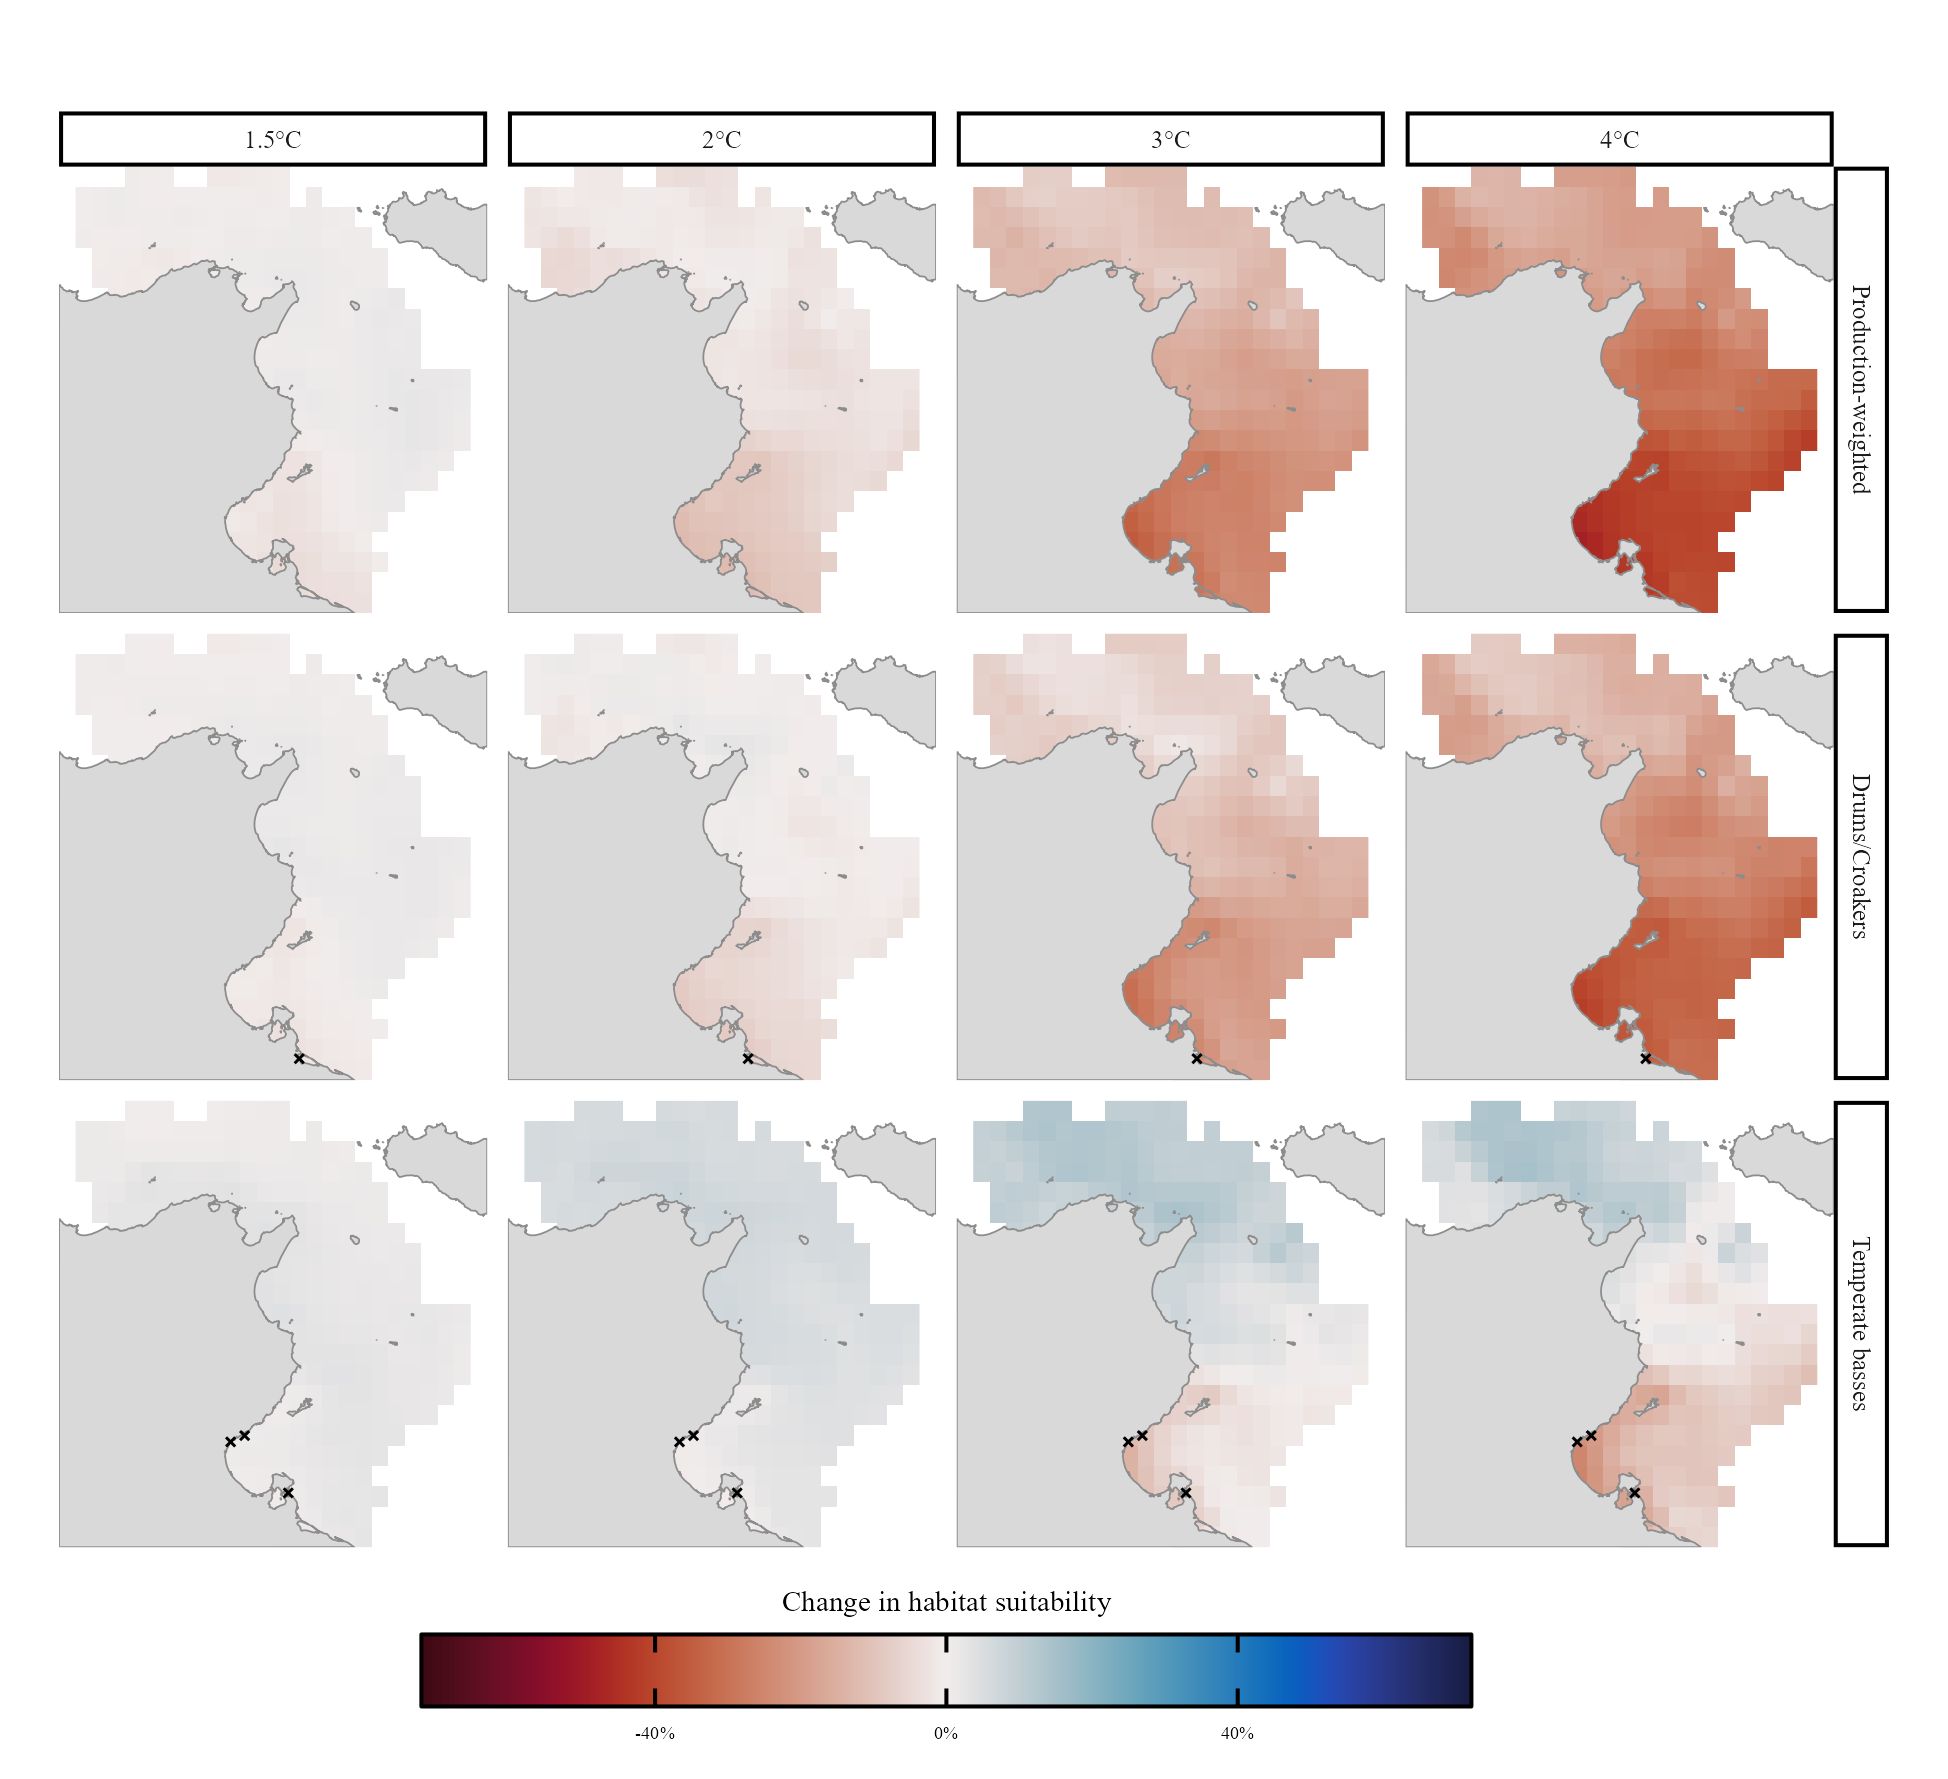 1.5°C
2°C
3°C
4°C
Production-weighted
Drums/Croakers
Temperate basses
Change in habitat suitability
-40%
0%
40%